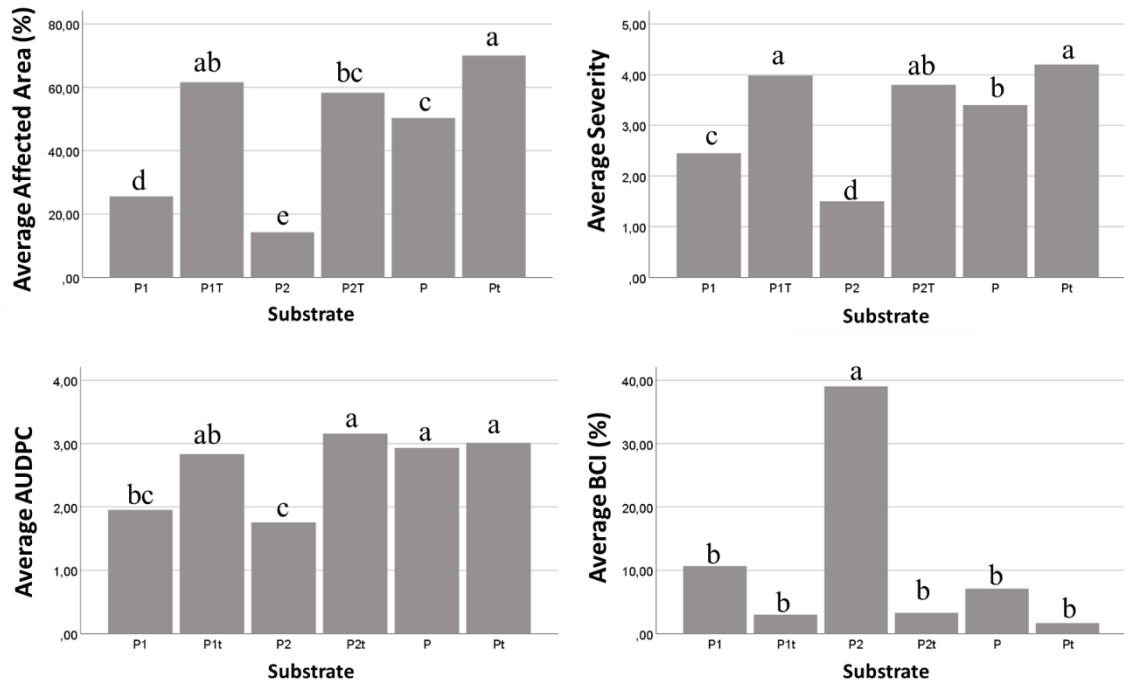 Average Affected Area (%)
80,00
60,00
40,00
20,00
,00
d
ab
e
bc
c
a
P1 P1T P2 P2T P Pt
Substrate
Average Severity
5,00
4,00
3,00
2,00
1,00
,00
c
a
d
ab
b
a
P1 P1T P2 P2T P Pt
Substrate
Average AUDPC
4,00
3,00
2,00
1,00
,00
bc
ab
c
a
a
a
P1 P1t P2 P2t P Pt
Substrate
Average BCI (%)
40,00
30,00
20,00
10,00
,00
b
b
a
b
b
b
P1 P1t P2 P2t P Pt
Substrate